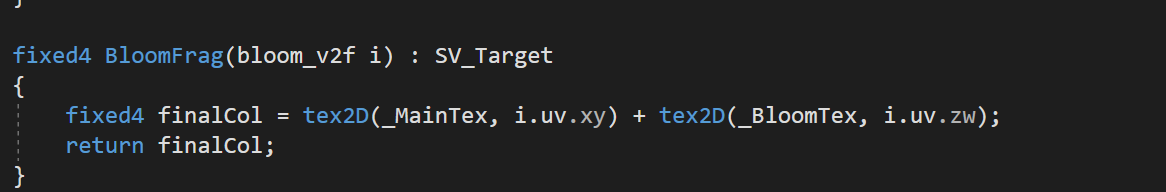 }
fixed4 BloomFrag(bloom_v2f i) : SV_Target
{
    fixed4 finalCol = tex2D(_MainTex, i.uv.xy) + tex2D(_BloomTex, i.uv.zw);
    return finalCol;
}